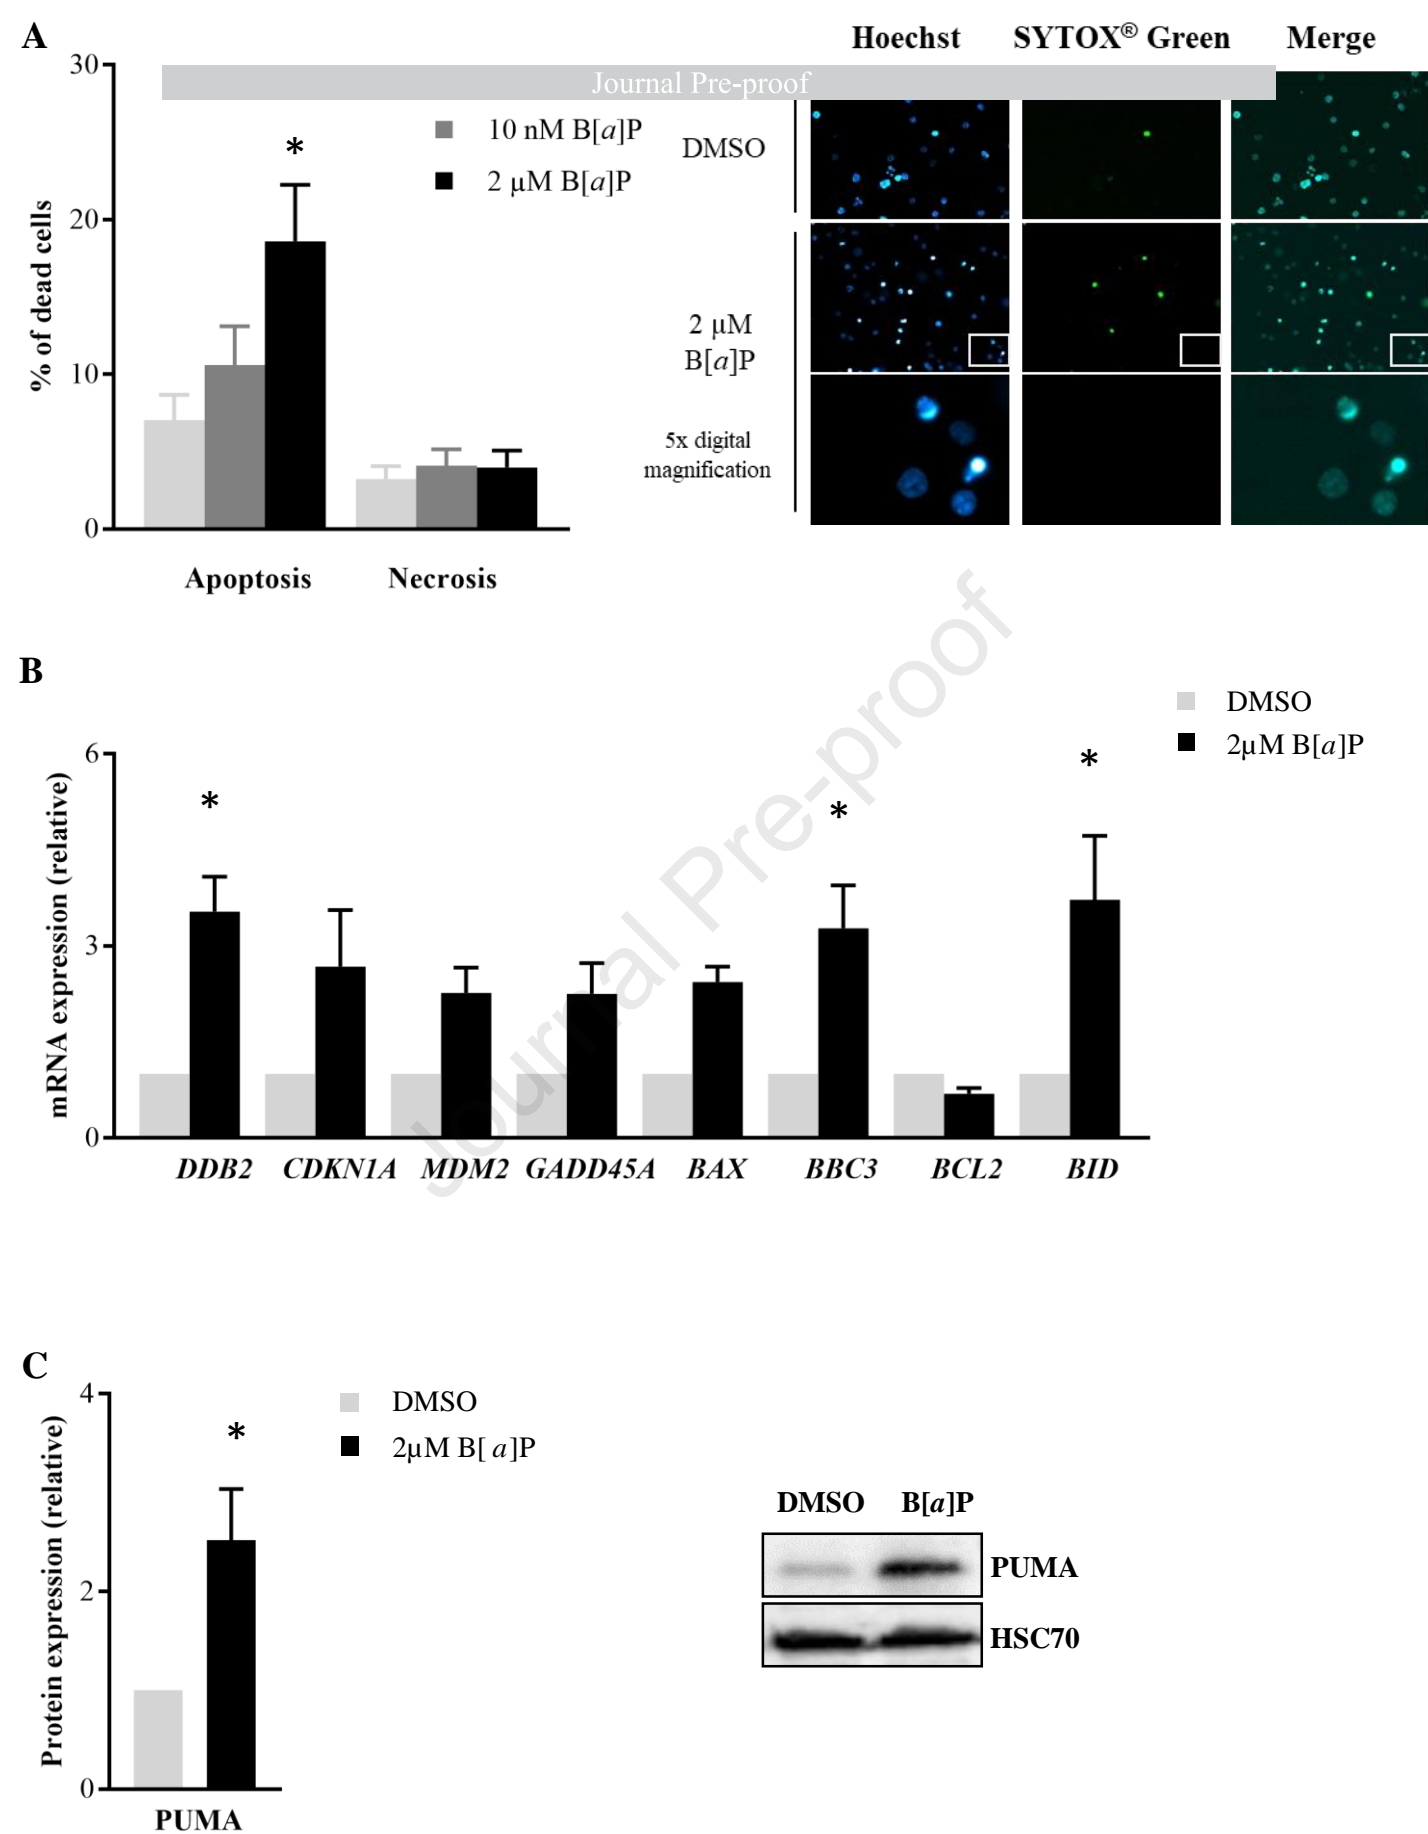 A
Hoechst SYTOX® Green Merge
Journal Pre-proof
30
20
10
0
% of dead cells
*
10 nM B[a]P
2 µM B[a]P
Apoptosis Necrosis
DMSO
2 µM
B[a]P
5x digital
magnification
B
DMSO
2µM B[a]P
6
3
0
mRNA expression (relative)
* * *
DDB2 CDKN1A MDM2 GADD45A BAX BBC3 BCL2 BID
Journal Pre-proof
C
4
2
0
Protein expression (relative)
*
DMSO
2µM B[ a]P
PUMA
DMSO B[a]P
PUMA
HSC70